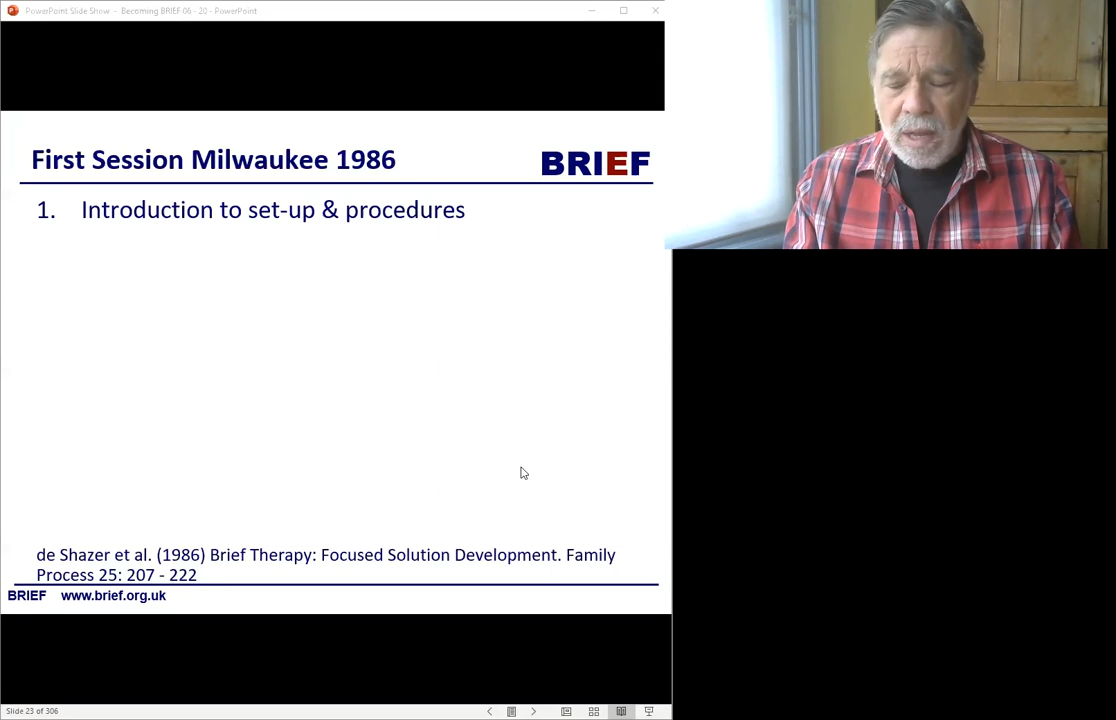 PowerPoint Slide Show - Becoming BRIEF.06 - 20 - PowerPoint
First Session Milwaukee 1986
BRIEF
1. Introduction to set-up & procedures
de Shazer et al. (1986) Brief Therapy: Focused Solution Development. Family
Process 25: 207 - 222
BRIEF www.brief.org.uk
Slide 23 of 306